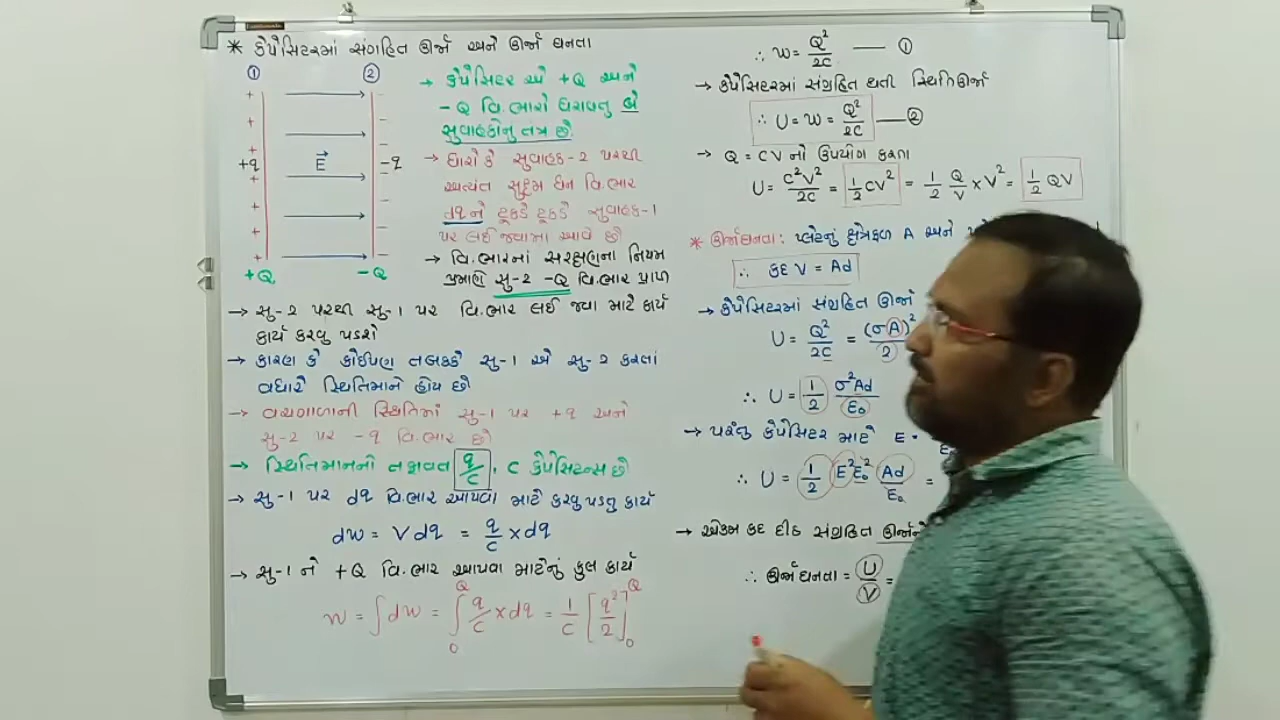 * કેપેસિટરમાં સંગ્રહિત ઊર્જા અને ઊર્જા ઘનતા
① ②
+q E⃗ -q
+Q -Q
→ કેપેસિટર એ +Q અને
-Q વિ.ભારો ધરાવતુ બે
સુવાહકોનુ તંત્ર છે.
→ ધારો કે સુવાહક-2 પરથી
અત્યંત સુક્ષ્મ ધન વિ.ભાર
dq ને ટૂકડે ટૂકડે સુવાહક-1
પર લઈ જવામા આવે છે
→ વિ.ભારનાં સરક્ષણના નિયમ
પ્રમાણે સુ-2 -Q વિ.ભાર પ્રાપ્ત
→ સુ-2 પરથી સુ-1 પર વિ.ભાર લઈ જવા માટે કાર્ય
કાર્ય કરવુ પડશે
→ કારણ કે કોઈપણ તબક્કે સુ-1 એ સુ-2 કરતાં
વધારે સ્થિતિમાને હોય છે
→ વચગાળાની સ્થિતિમાં સુ-1 પર +q અને
સુ-2 પર -q વિ.ભાર છે
→ સ્થિતિમાનનો તફાવત q/C , C કેપેસિટન્સ છે
→ સુ-1 પર dq વિ.ભાર આપવા માટે કરવુ પડતુ કાર્ય
dw = V dq = q/C × dq
→ સુ-1 ને +Q વિ.ભાર આપવા માટેનું કુલ કાર્ય
W = ∫dw = ∫₀^Q q/C × dq = 1/C [q²/2]₀^Q
∴ W = Q²/2C —— ①
→ કેપેસિટરમાં સંગ્રહિત થતી સ્થિતિઊર્જા
∴ U = W = Q²/2C —— ②
→ Q = CV નો ઉપયોગ કરતા
U = C²V²/2C = 1/2 CV² = 1/2 Q/V × V² = 1/2 QV
* ઊર્જાઘનતા: પ્લેટનું ક્ષેત્રફળ A અને
∴ કદ V = Ad
→ કેપેસિટરમાં સંગ્રહિત ઊર્જા
U = Q²/2C = (σA)²/2
∴ U = 1/2 σ²Ad/ε₀
→ પરંતુ કેપેસિટર માટે E =
∴ U = 1/2 E²ε₀² Ad/ε₀ =
→ એકમ કદ દીઠ સંગ્રહિત ઊર્જાને
∴ ઊર્જા ઘનતા = U/V =